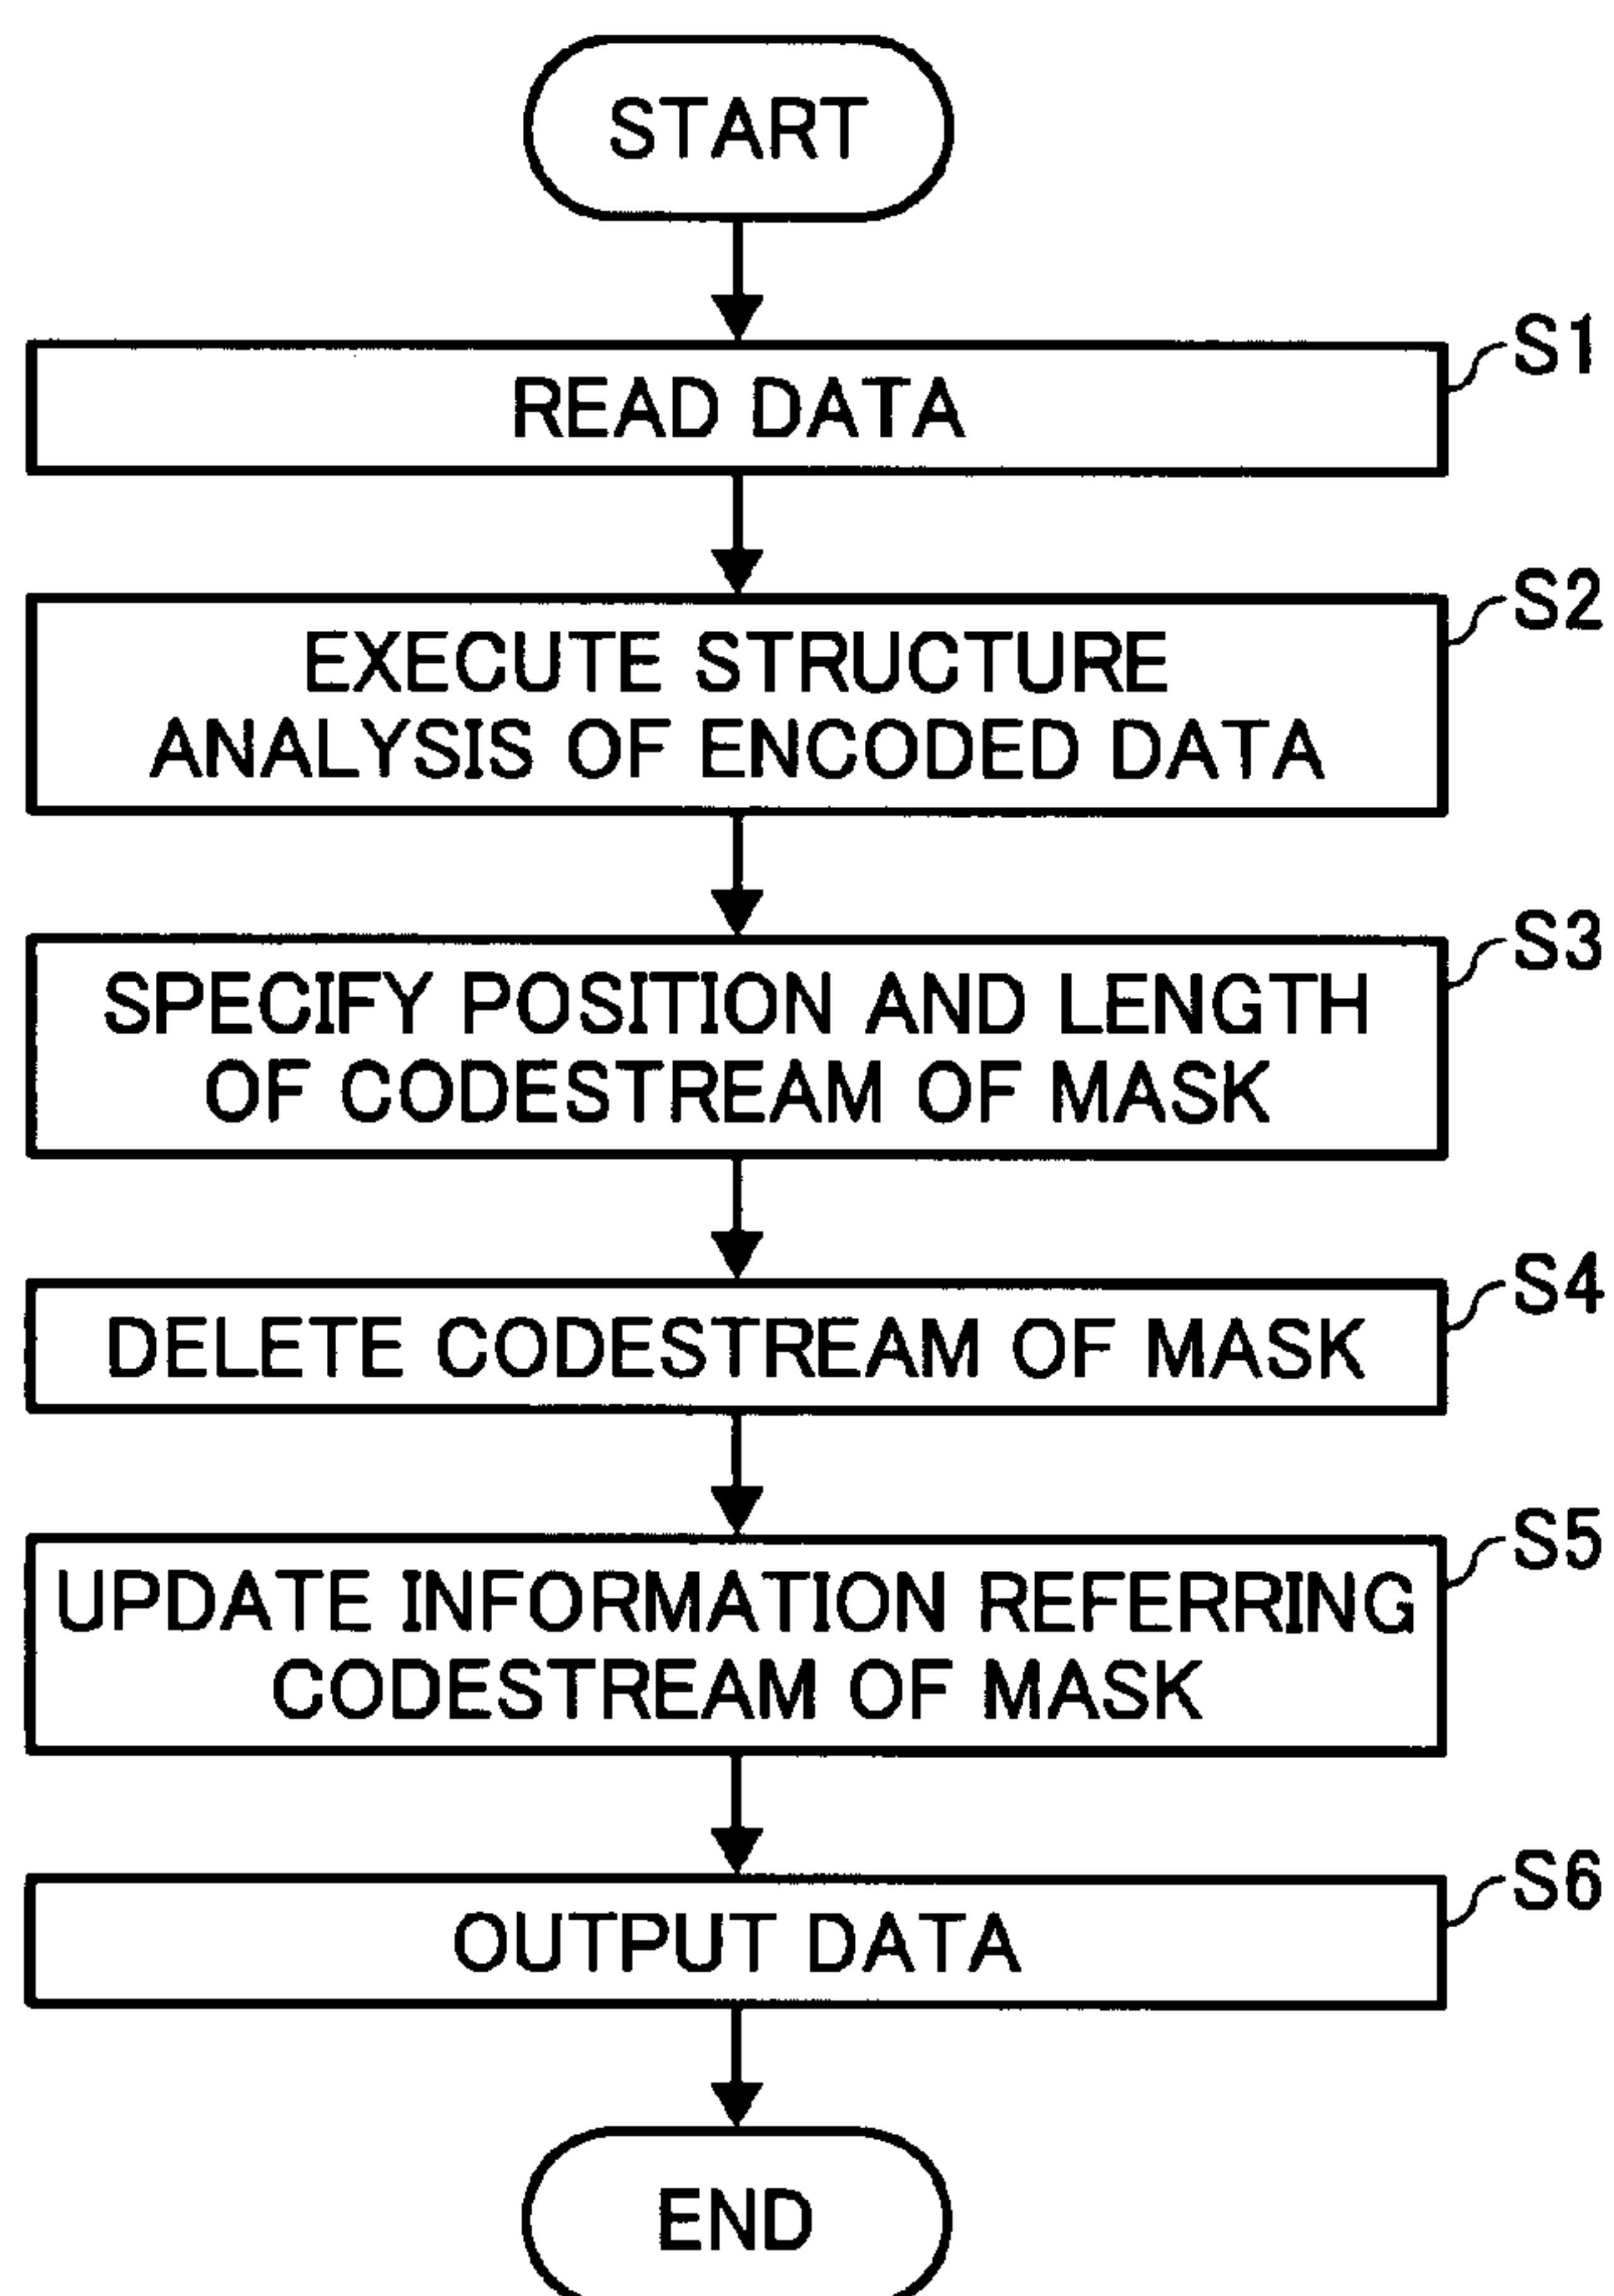 START
S1
READ DATA
S2
EXECUTE STRUCTURE
ANALYSIS OF ENCODED DATA
S3
SPECIFY POSITION AND LENGTH
OF CODESTREAM OF MASK
S4
DELETE CODESTREAM OF MASK
S5
UPDATE INFORMATION REFERRING
CODESTREAM OF MASK
S6
OUTPUT DATA
END